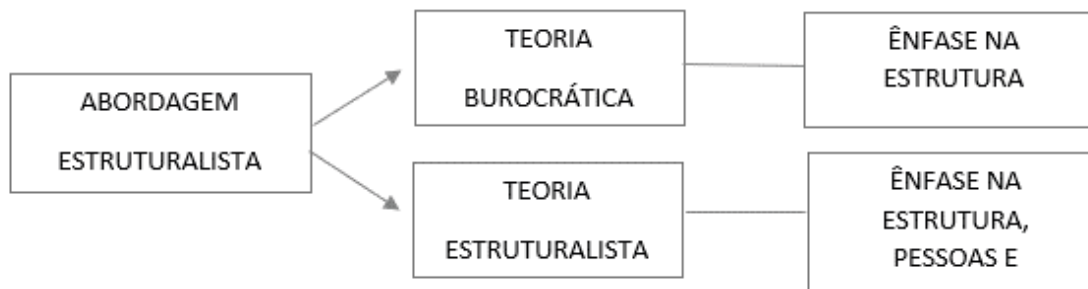 ABORDAGEM
ESTRUTURALISTA
TEORIA
BUROCRÁTICA
ÊNFASE NA
ESTRUTURA
TEORIA
ESTRUTURALISTA
ÊNFASE NA
ESTRUTURA,
PESSOAS E